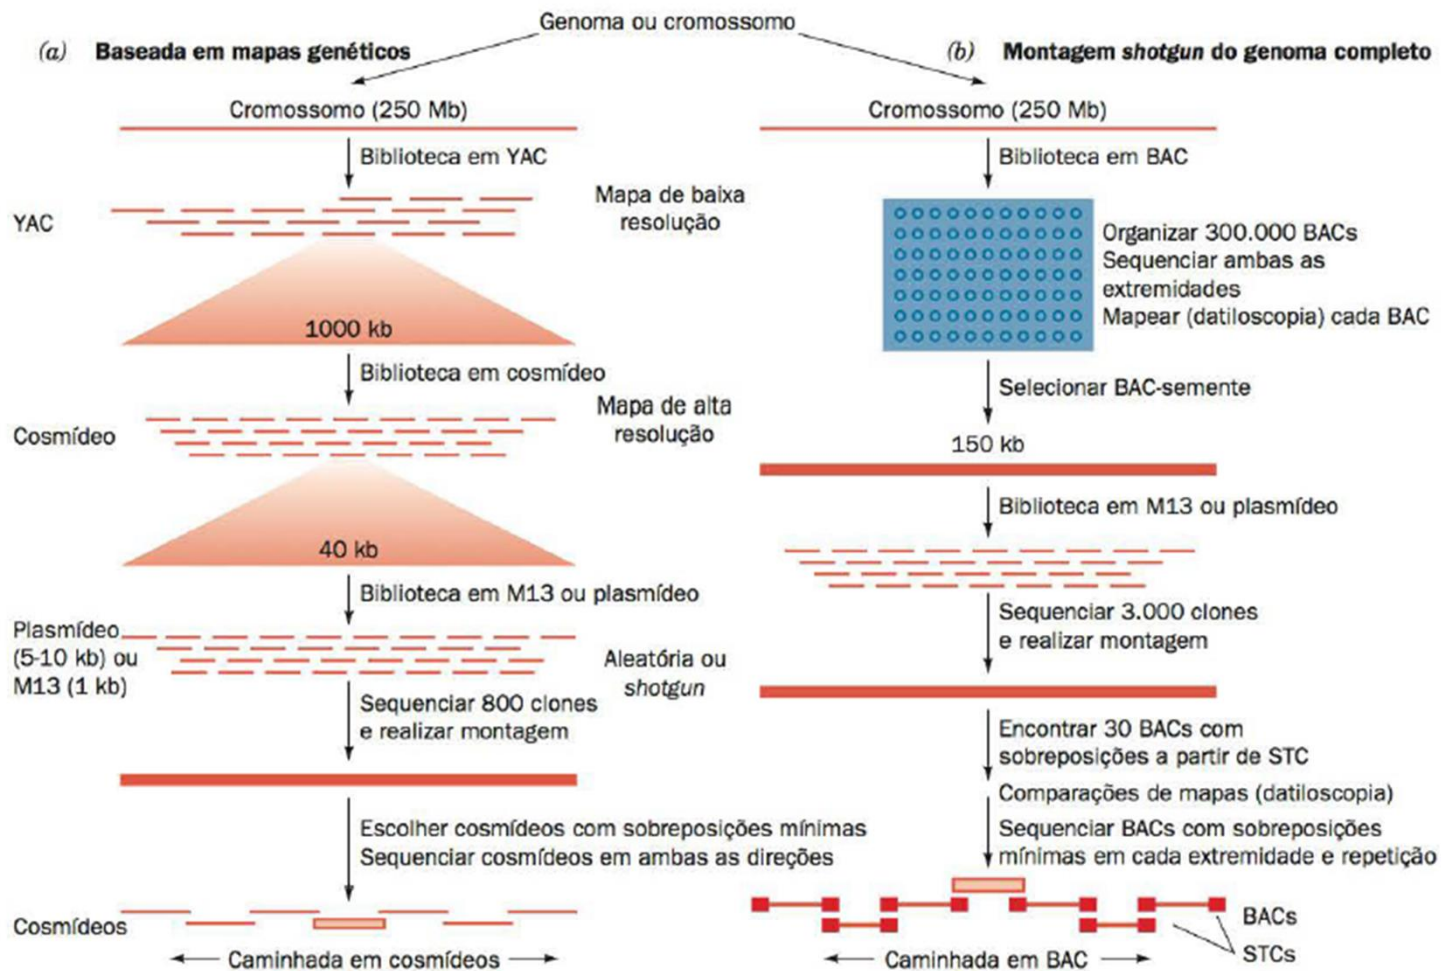 Genoma ou cromossomo
(a) Baseada em mapas genéticos
Cromossomo (250 Mb)
Biblioteca em YAC
YAC
Mapa de baixa
resolução
1000 kb
Biblioteca em cosmídeo
Cosmídeo
Mapa de alta
resolução
40 kb
Biblioteca em M13 ou plasmídeo
Plasmídeo
(5-10 kb) ou
M13 (1 kb)
Aleatória ou
shotgun
Sequenciar 800 clones
e realizar montagem
Escolher cosmídeos com sobreposições mínimas
Sequenciar cosmídeos em ambas as direções
Cosmídeos
Caminhada em cosmídeos
(b) Montagem shotgun do genoma completo
Cromossomo (250 Mb)
Biblioteca em BAC
Organizar 300.000 BACs
Sequenciar ambas as
extremidades
Mapear (datiloscopia) cada BAC
Selecionar BAC-semente
150 kb
Biblioteca em M13 ou plasmídeo
Sequenciar 3.000 clones
e realizar montagem
Encontrar 30 BACs com
sobreposições a partir de STC
Comparações de mapas (datiloscopia)
Sequenciar BACs com sobreposições
mínimas em cada extremidade e repetição
BACs
STCs
Caminhada em BAC